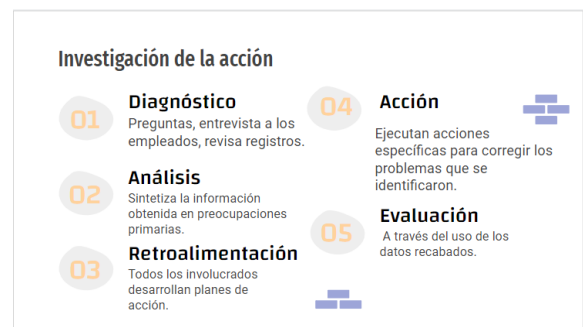 Investigación de la acción
01
Diagnóstico
Preguntas, entrevista a los
empleados, revisa registros.
02
Análisis
Sintetiza la información
obtenida en preocupaciones
primarias.
03
Retroalimentación
Todos los involucrados
desarrollan planes de
acción.
04
Acción
Ejecutan acciones
específicas para corregir los
problemas que se
identificaron.
05
Evaluación
A través del uso de los
datos recabados.